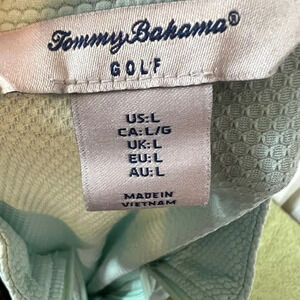 Tommy Bahama®
GOLF
US:L
CA:L/G
UK:L
EU:L
AU:L
MADE IN
VIETNAM